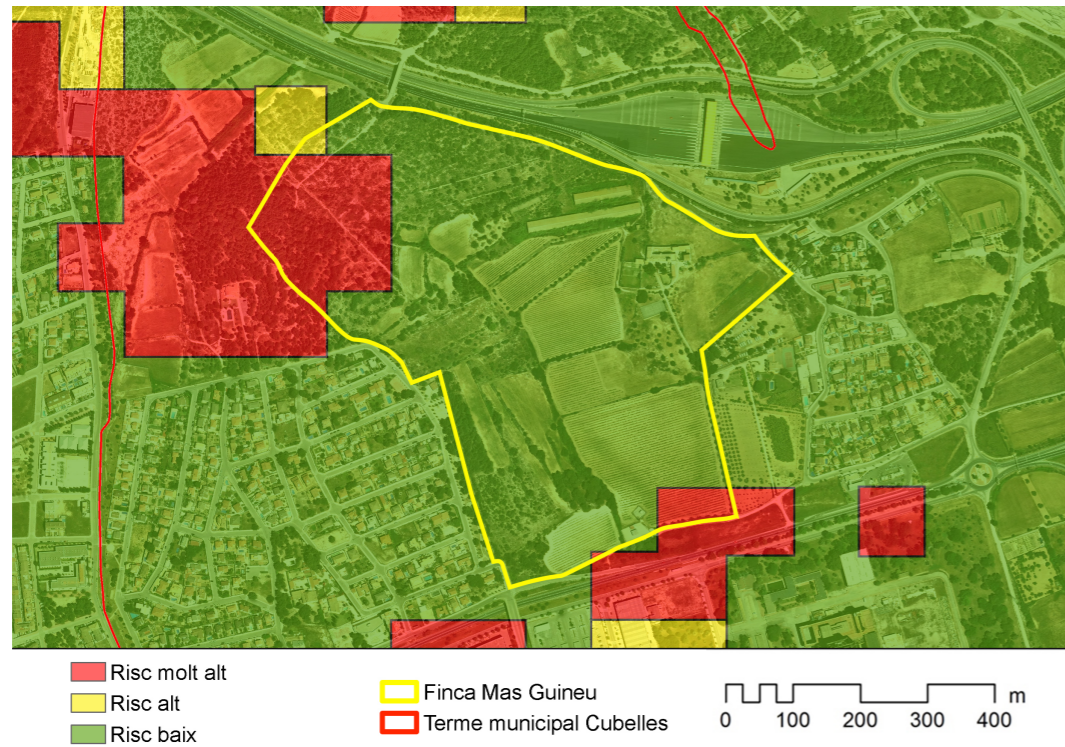 Risc molt alt
Risc alt
Risc baix
Finca Mas Guineu
Terme municipal Cubelles
m
0 100 200 300 400